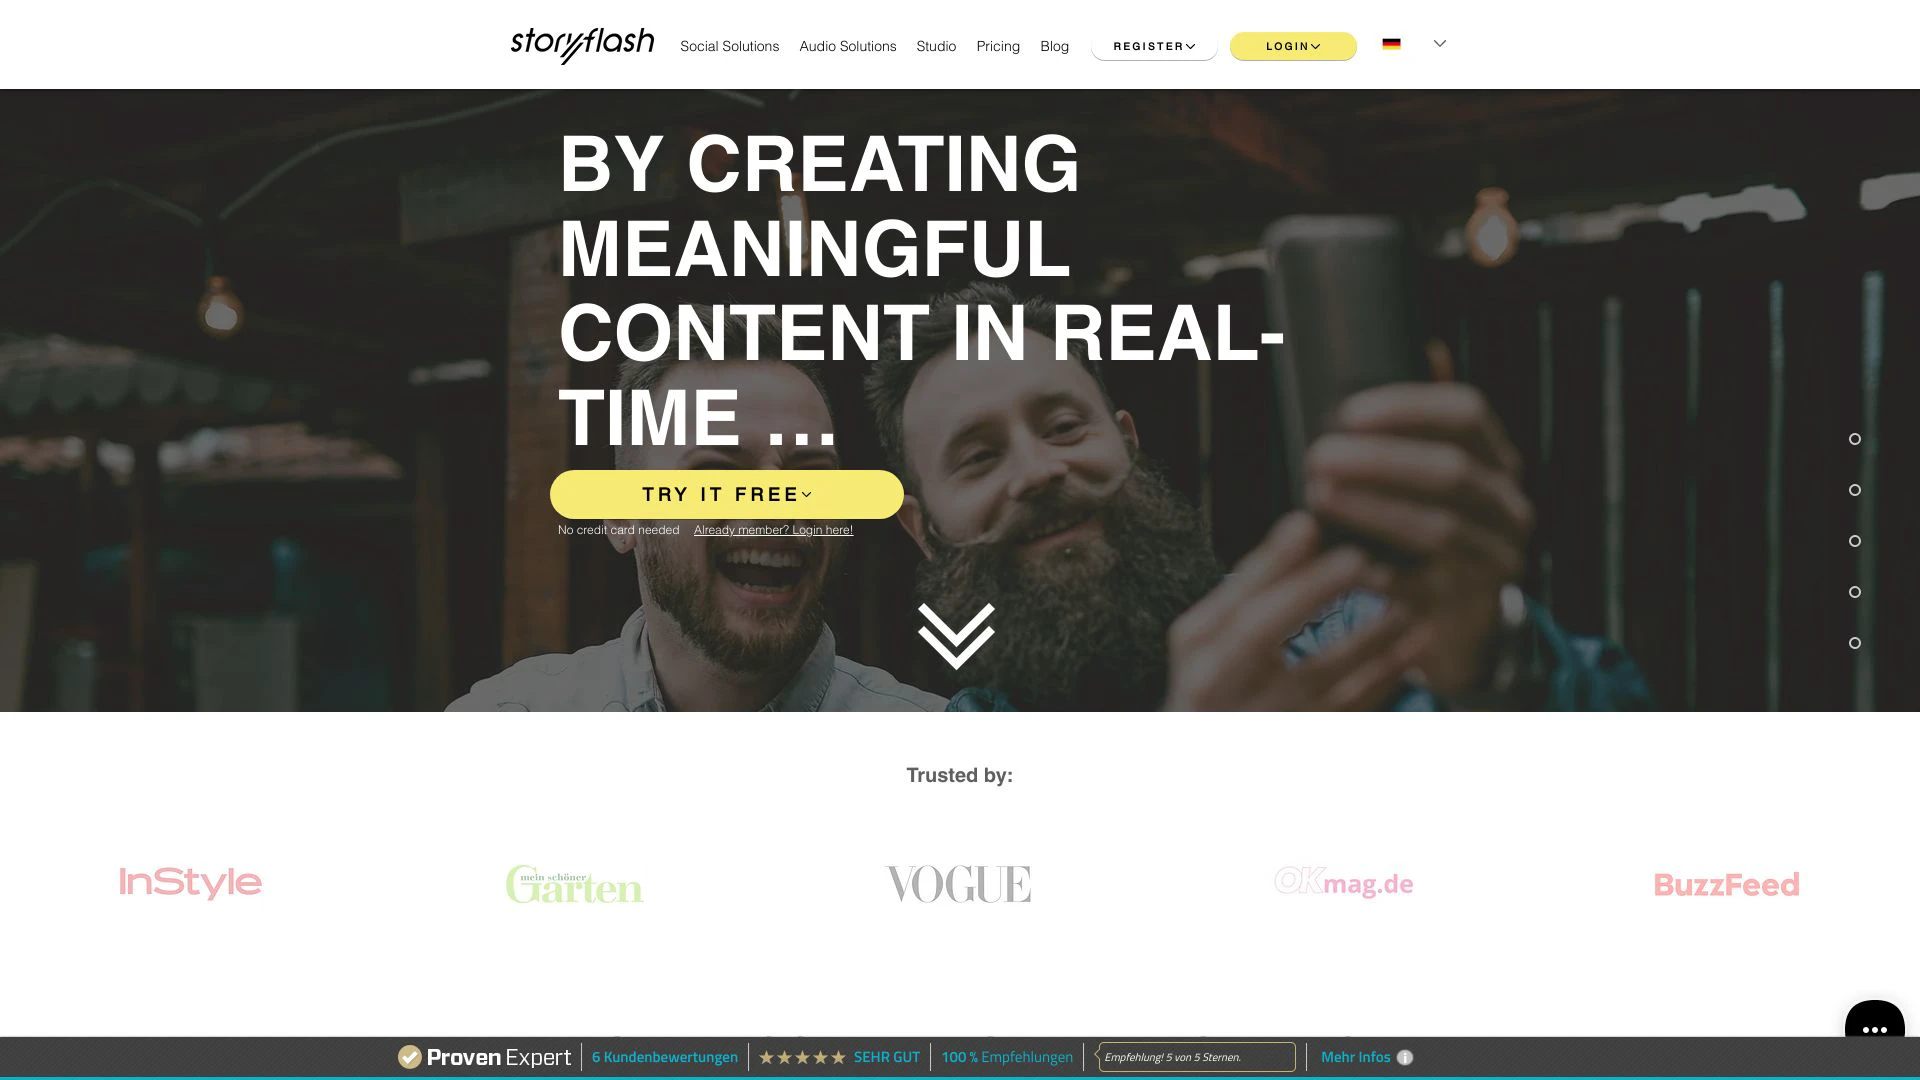 storyflash
Social Solutions
Audio Solutions
Studio
Pricing
Blog
REGISTER
LOGIN
BY CREATING
MEANINGFUL
CONTENT IN REAL-
TIME ...
TRY IT FREE
No credit card needed
Already member? Login here!
Trusted by:
InStyle
mein schöner
Garten
VOGUE
OKmag.de
BuzzFeed
Proven Expert
6 Kundenbewertungen
SEHR GUT
100 % Empfehlungen
Empfehlung! 5 von 5 Sternen.
Mehr Infos